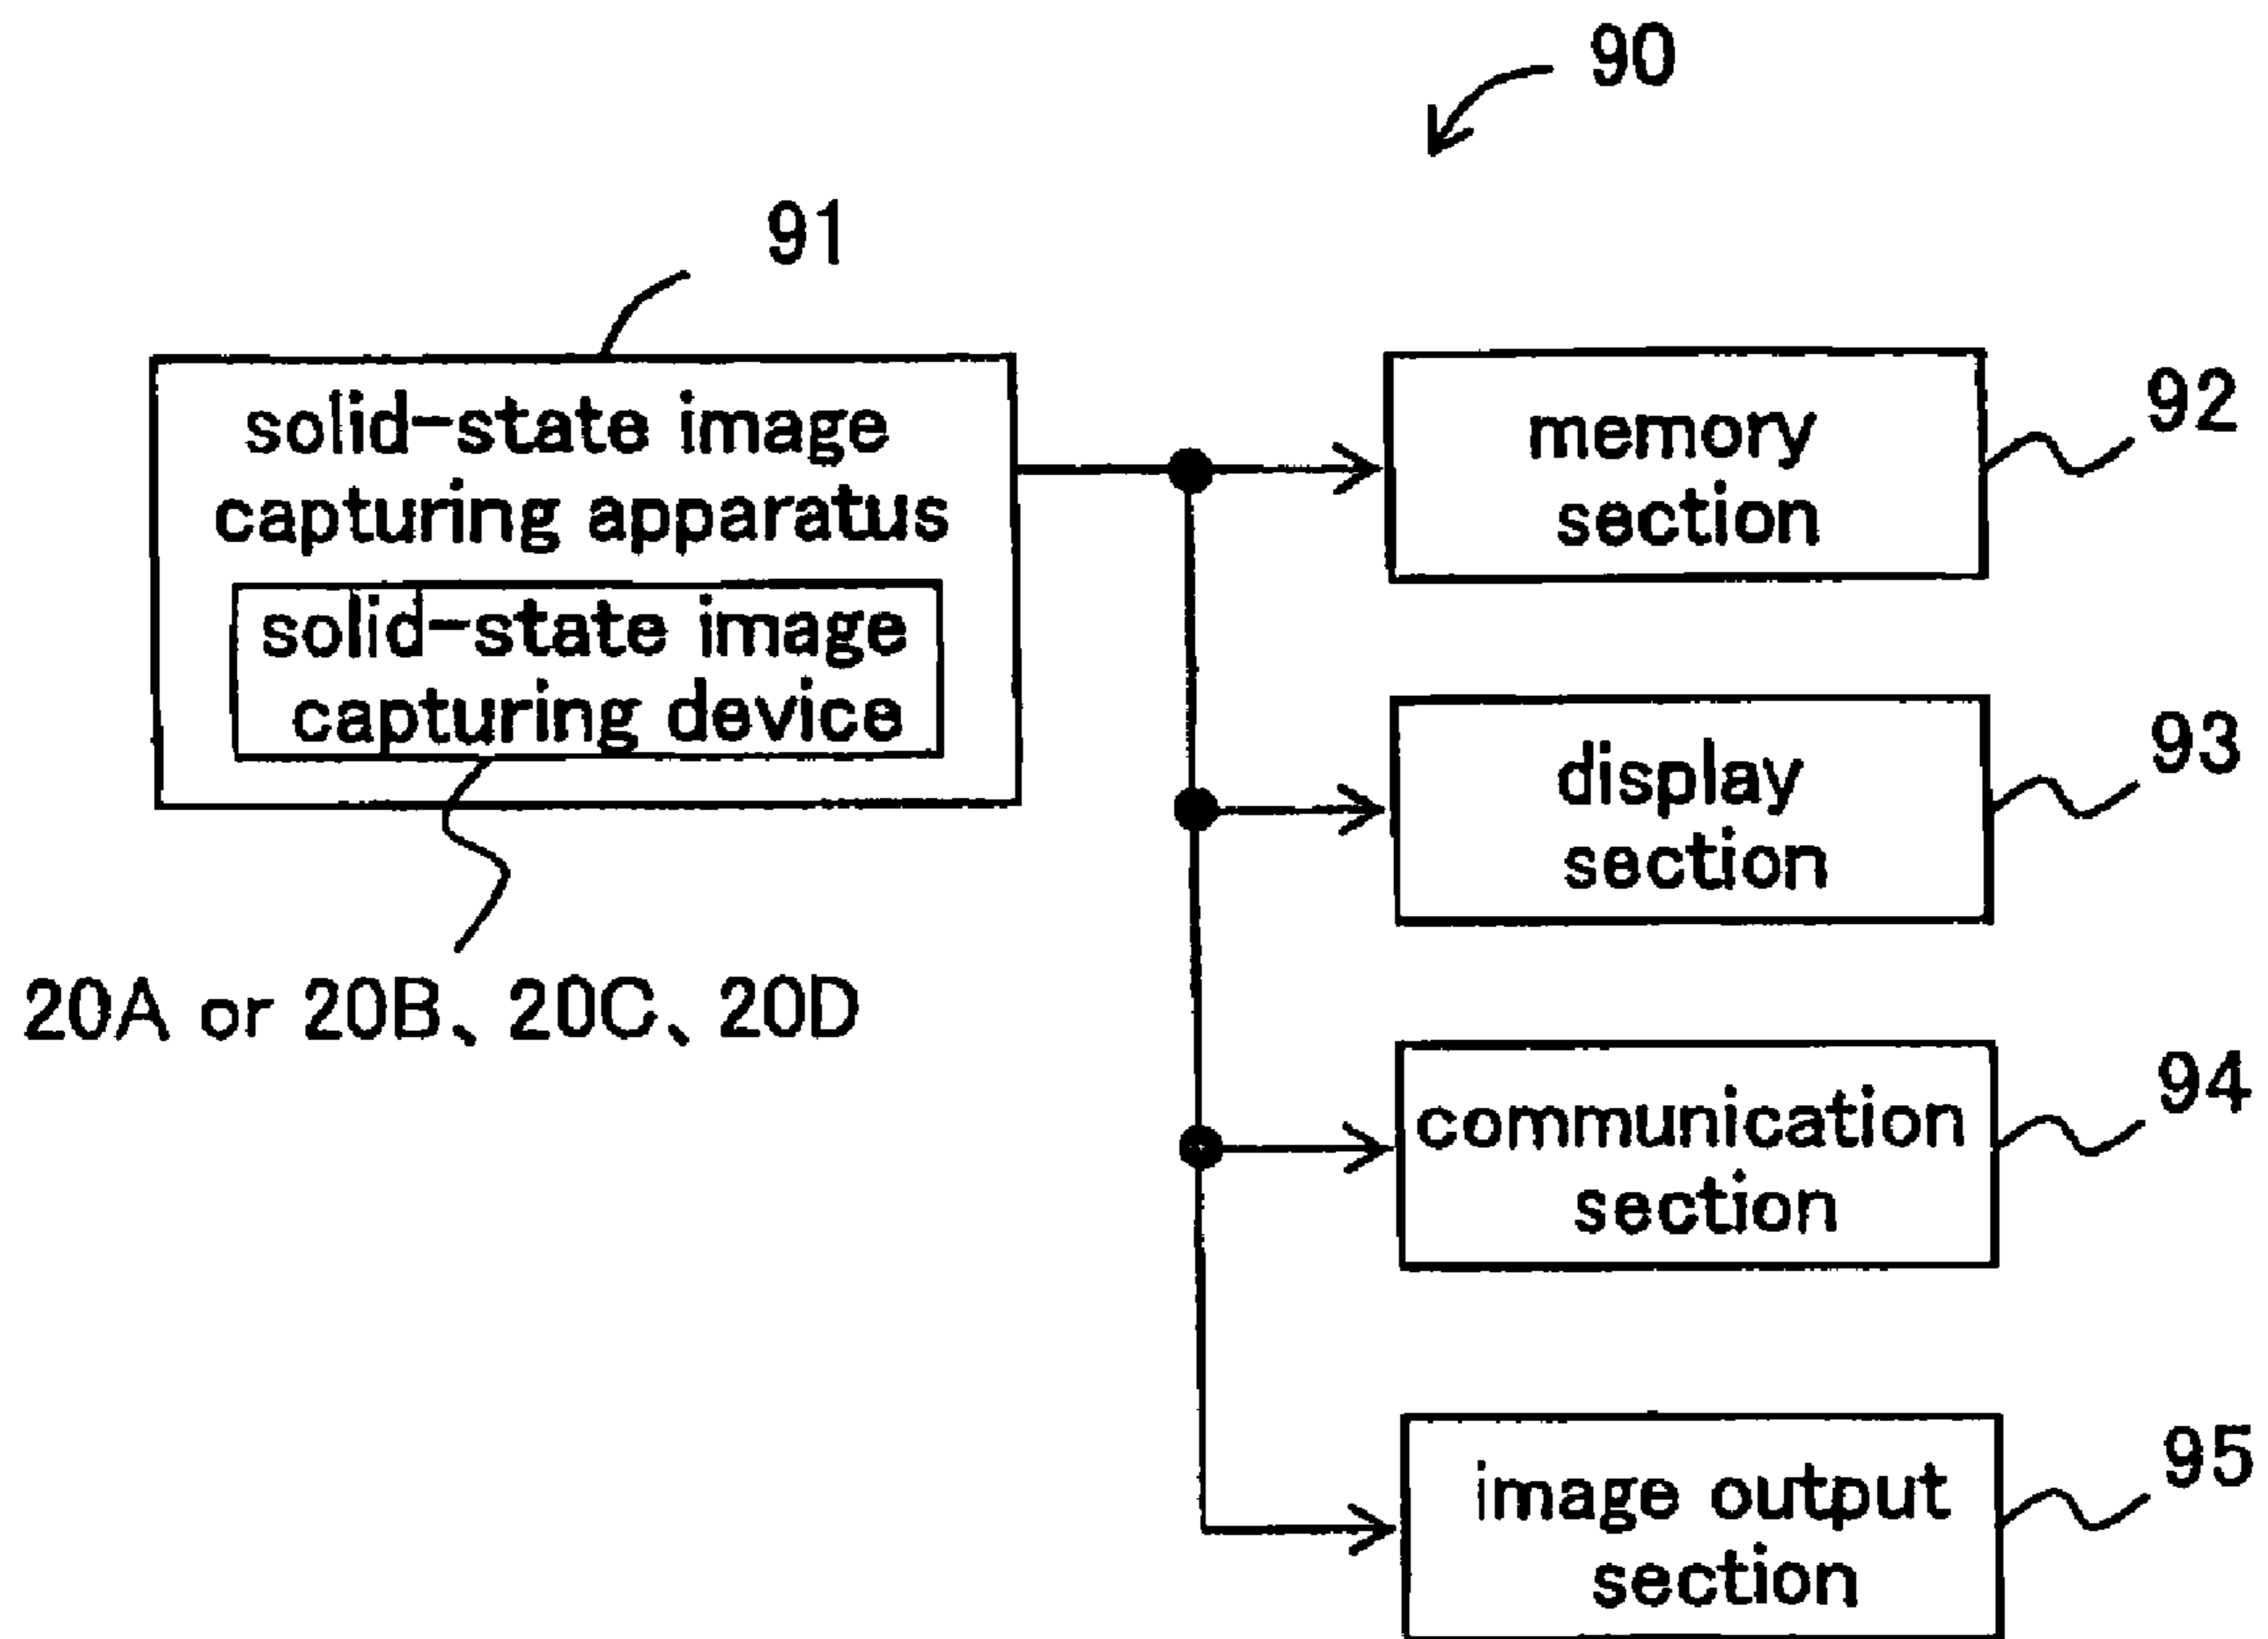 90
91
solid-state image
capturing apparatus
solid-state image
capturing device
20A or 20B、20C、20D
memory
section
92
display
section
93
communication
section
94
image output
section
95